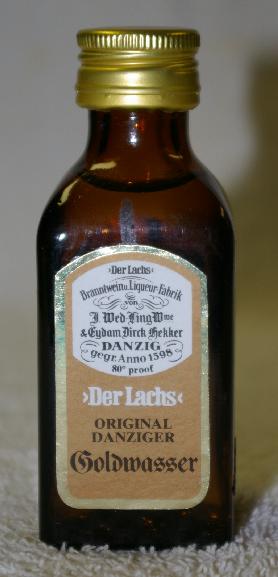 ›Der Lachs‹
Branntwein u. Liqueur-Fabrik
von
I. Wed-Ling Wme
& Eydam Dirck Hekker
DANZIG
gegr. Anno 1598
80° proof
›Der Lachs‹
ORIGINAL
DANZIGER
Goldwasser